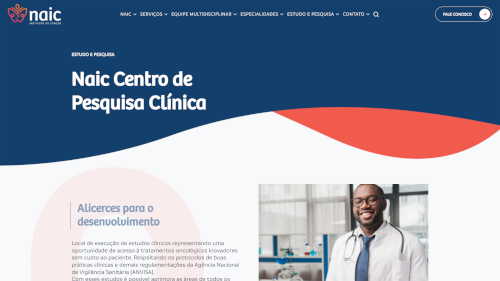 naic
INSTITUTO DO CÂNCER
NAIC SERVIÇOS EQUIPE MULTIDISCIPLINAR ESPECIALIDADES ESTUDO E PESQUISA CONTATO
FALE CONOSCO
ESTUDO E PESQUISA
Naic Centro de
Pesquisa Clínica
Alicerces para o
desenvolvimento
Local de execução de estudos clínicos representando uma
oportunidade de acesso à tratamentos oncológicos inovadores
sem custo ao paciente. Respeitando os protocolos de boas
práticas clínicas e demais regulamentações da Agência Nacional
de Vigilância Sanitária (ANVISA).
Com esses estudos é possível aprimora as áreas de todos os